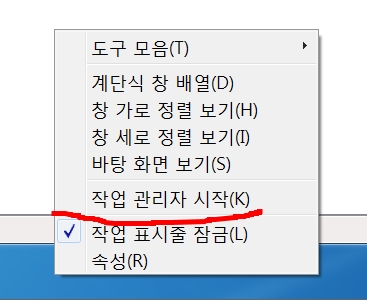 도구 모음(T)
계단식 창 배열(D)
창 가로 정렬 보기(H)
창 세로 정렬 보기(I)
바탕 화면 보기(S)
작업 관리자 시작(K)
작업 표시줄 잠금(L)
속성(R)